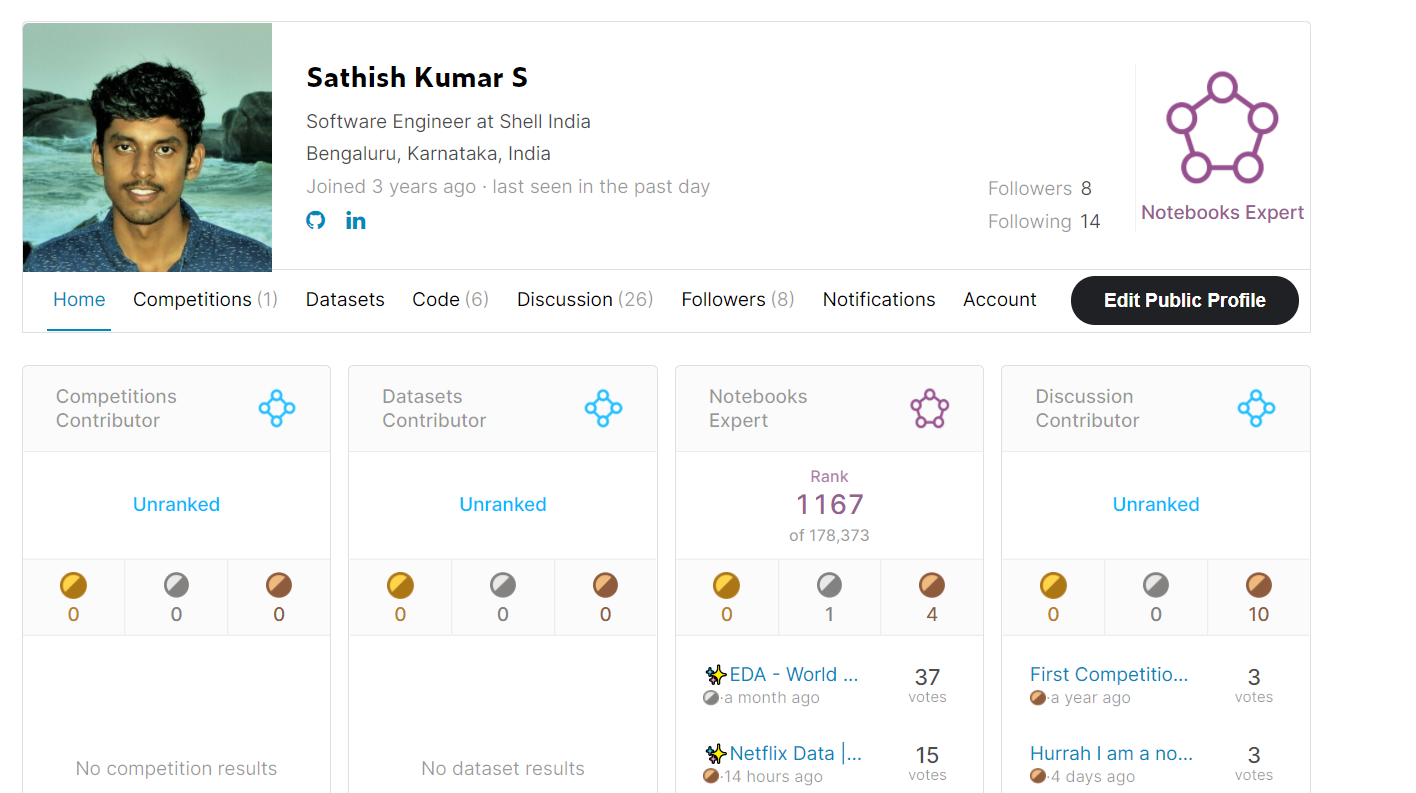 Sathish Kumar S
Software Engineer at Shell India
Bengaluru, Karnataka, India
Joined 3 years ago · last seen in the past day
Followers 8
Following 14
Notebooks Expert
Home
Competitions (1)
Datasets
Code (6)
Discussion (26)
Followers (8)
Notifications
Account
Edit Public Profile
Competitions
Contributor
Unranked
0
0
0
No competition results
Datasets
Contributor
Unranked
0
0
0
No dataset results
Notebooks
Expert
Rank
1167
of 178,373
0
1
4
EDA - World ...
37
votes
·a month ago
Netflix Data |...
15
votes
·14 hours ago
Discussion
Contributor
Unranked
0
0
10
First Competitio...
3
votes
·a year ago
Hurrah I am a no...
3
votes
·4 days ago